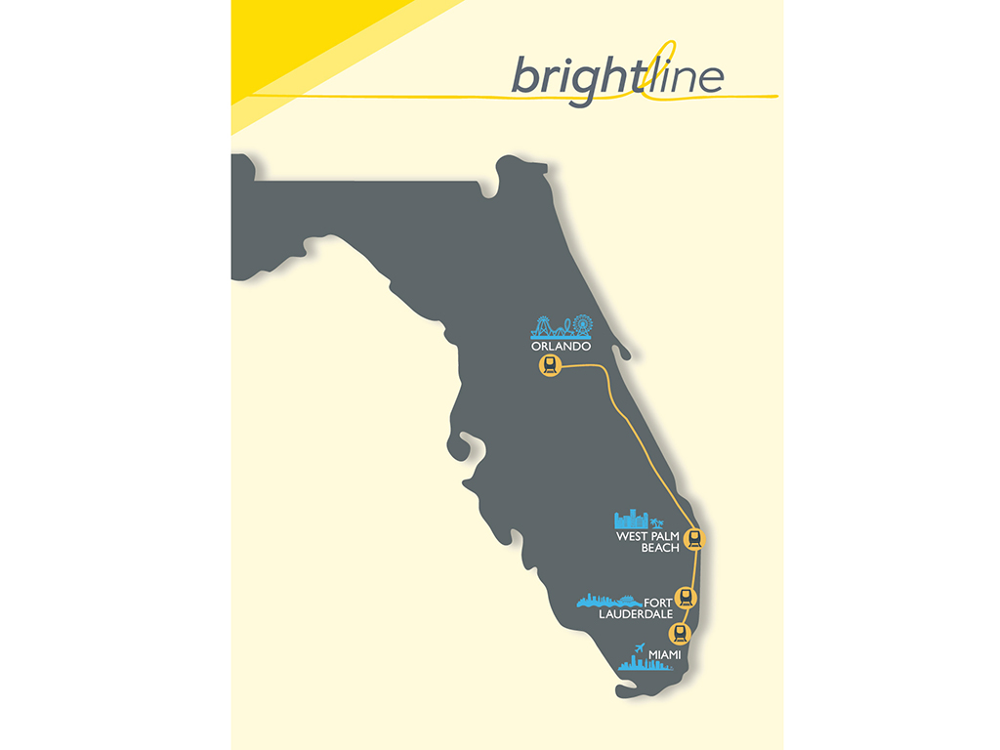 brightline
ORLANDO
WEST PALM
BEACH
FORT
LAUDERDALE
MIAMI